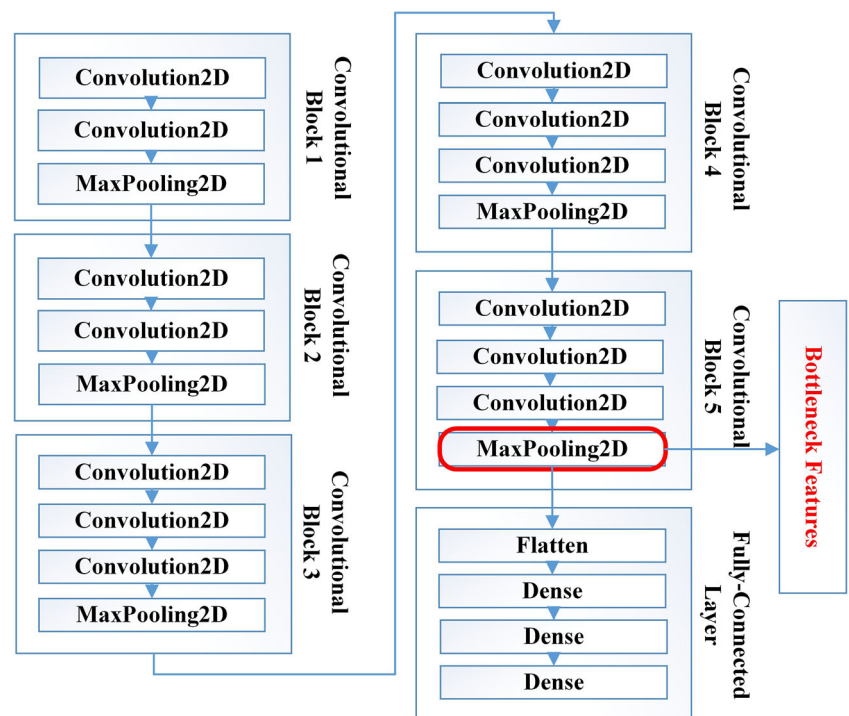 Convolution2D
Convolution2D
MaxPooling2D
Convolutional
Block 1
Convolution2D
Convolution2D
MaxPooling2D
Convolutional
Block 2
Convolution2D
Convolution2D
Convolution2D
MaxPooling2D
Convolutional
Block 3
Convolution2D
Convolution2D
Convolution2D
MaxPooling2D
Convolutional
Block 4
Convolution2D
Convolution2D
Convolution2D
MaxPooling2D
Convolutional
Block 5
Bottleneck Features
Flatten
Dense
Dense
Dense
Fully-Connected
Layer